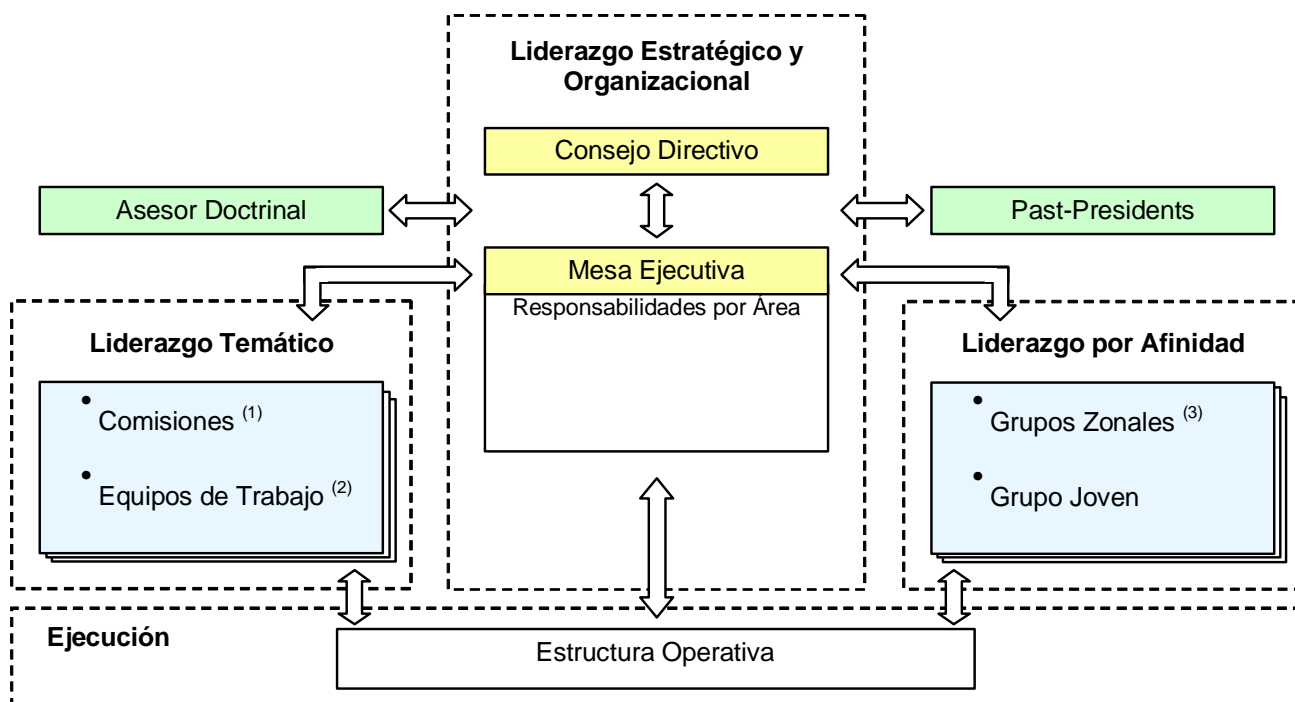 Liderazgo Estratégico y
Organizacional
Consejo Directivo
Asesor Doctrinal
Past-Presidents
Mesa Ejecutiva
Responsabilidades por Área
Liderazgo Temático
• Comisiones (1)
• Equipos de Trabajo (2)
Liderazgo por Afinidad
• Grupos Zonales (3)
• Grupo Joven
Ejecución
Estructura Operativa